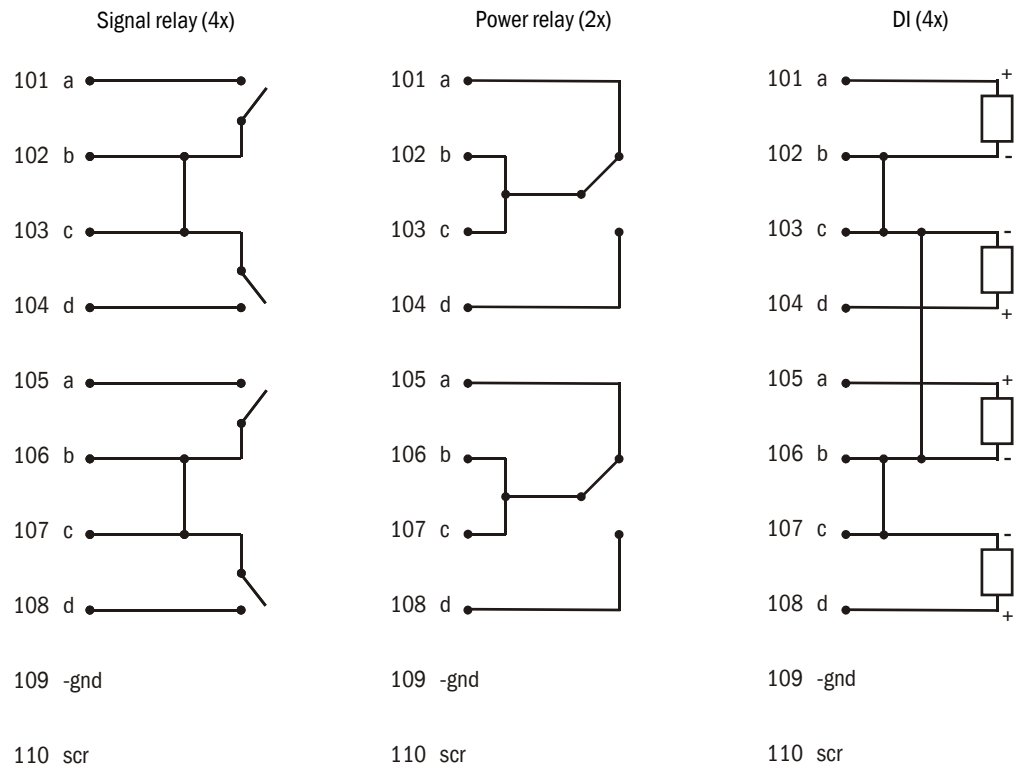 Signal relay (4x)
101 a
102 b
103 c
104 d
105 a
106 b
107 c
108 d
109 -gnd
110 scr
Power relay (2x)
101 a
102 b
103 c
104 d
105 a
106 b
107 c
108 d
109 -gnd
110 scr
DI (4x)
101 a +
102 b -
103 c -
104 d +
105 a +
106 b -
107 c -
108 d +
109 -gnd
110 scr